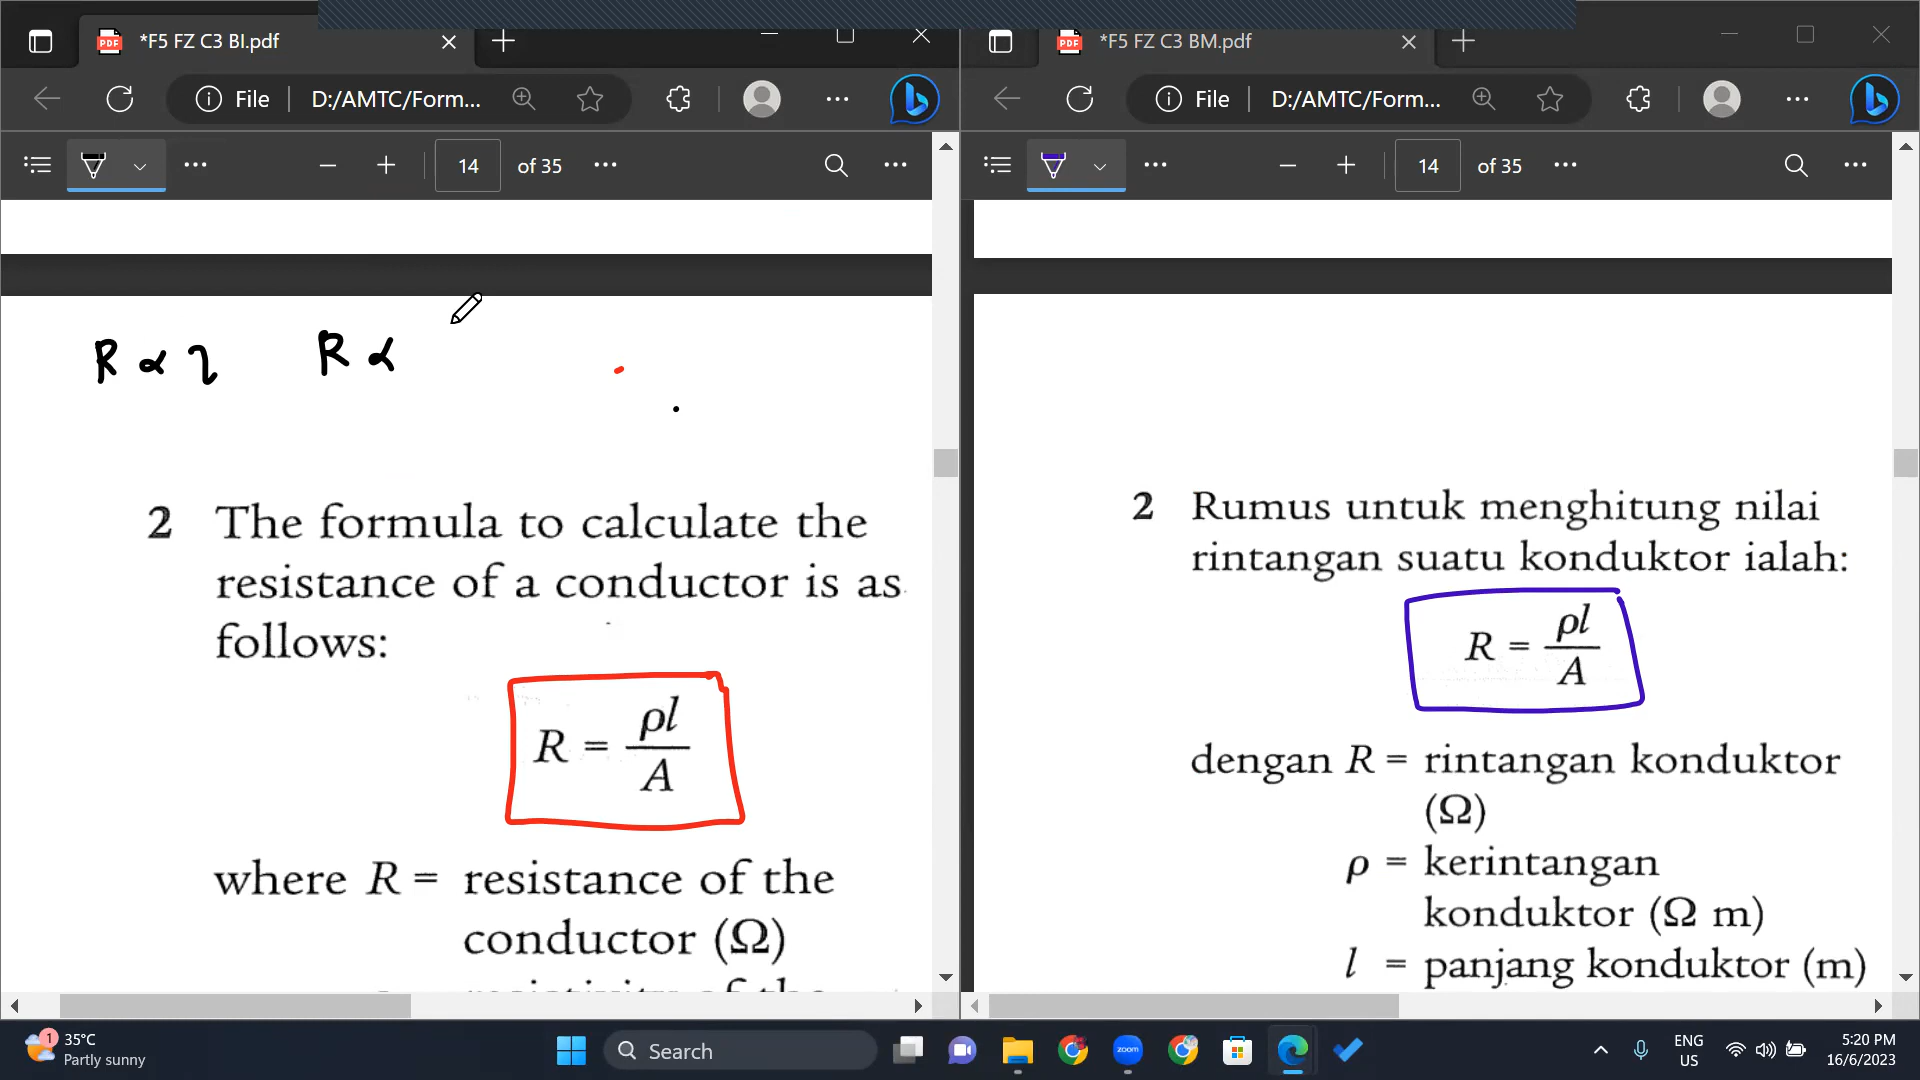 *F5 FZ C3 BI.pdf
File
D:/AMTC/Form...
14 of 35
R ∝ l
R ∝
2 The formula to calculate the
resistance of a conductor is as
follows:
R = ρl/A
where R = resistance of the
conductor (Ω)
*F5 FZ C3 BM.pdf
File
D:/AMTC/Form...
14 of 35
2 Rumus untuk menghitung nilai
rintangan suatu konduktor ialah:
R = ρl/A
dengan R = rintangan konduktor
(Ω)
ρ = kerintangan
konduktor (Ω m)
l = panjang konduktor (m)
1
35°C
Partly sunny
Search
zoom
ENG
US
5:20 PM
16/6/2023